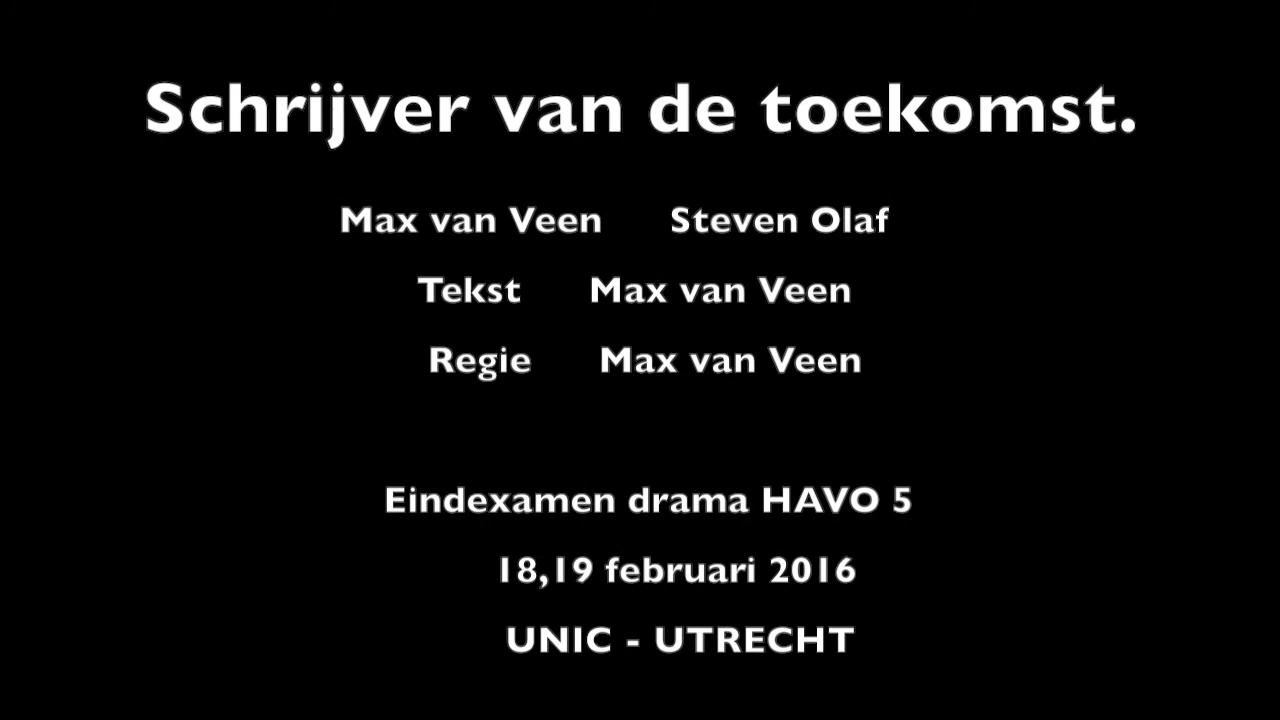 Schrijver van de toekomst.
Max van Veen Steven Olaf
Tekst Max van Veen
Regie Max van Veen
Eindexamen drama HAVO 5
18,19 februari 2016
UNIC - UTRECHT